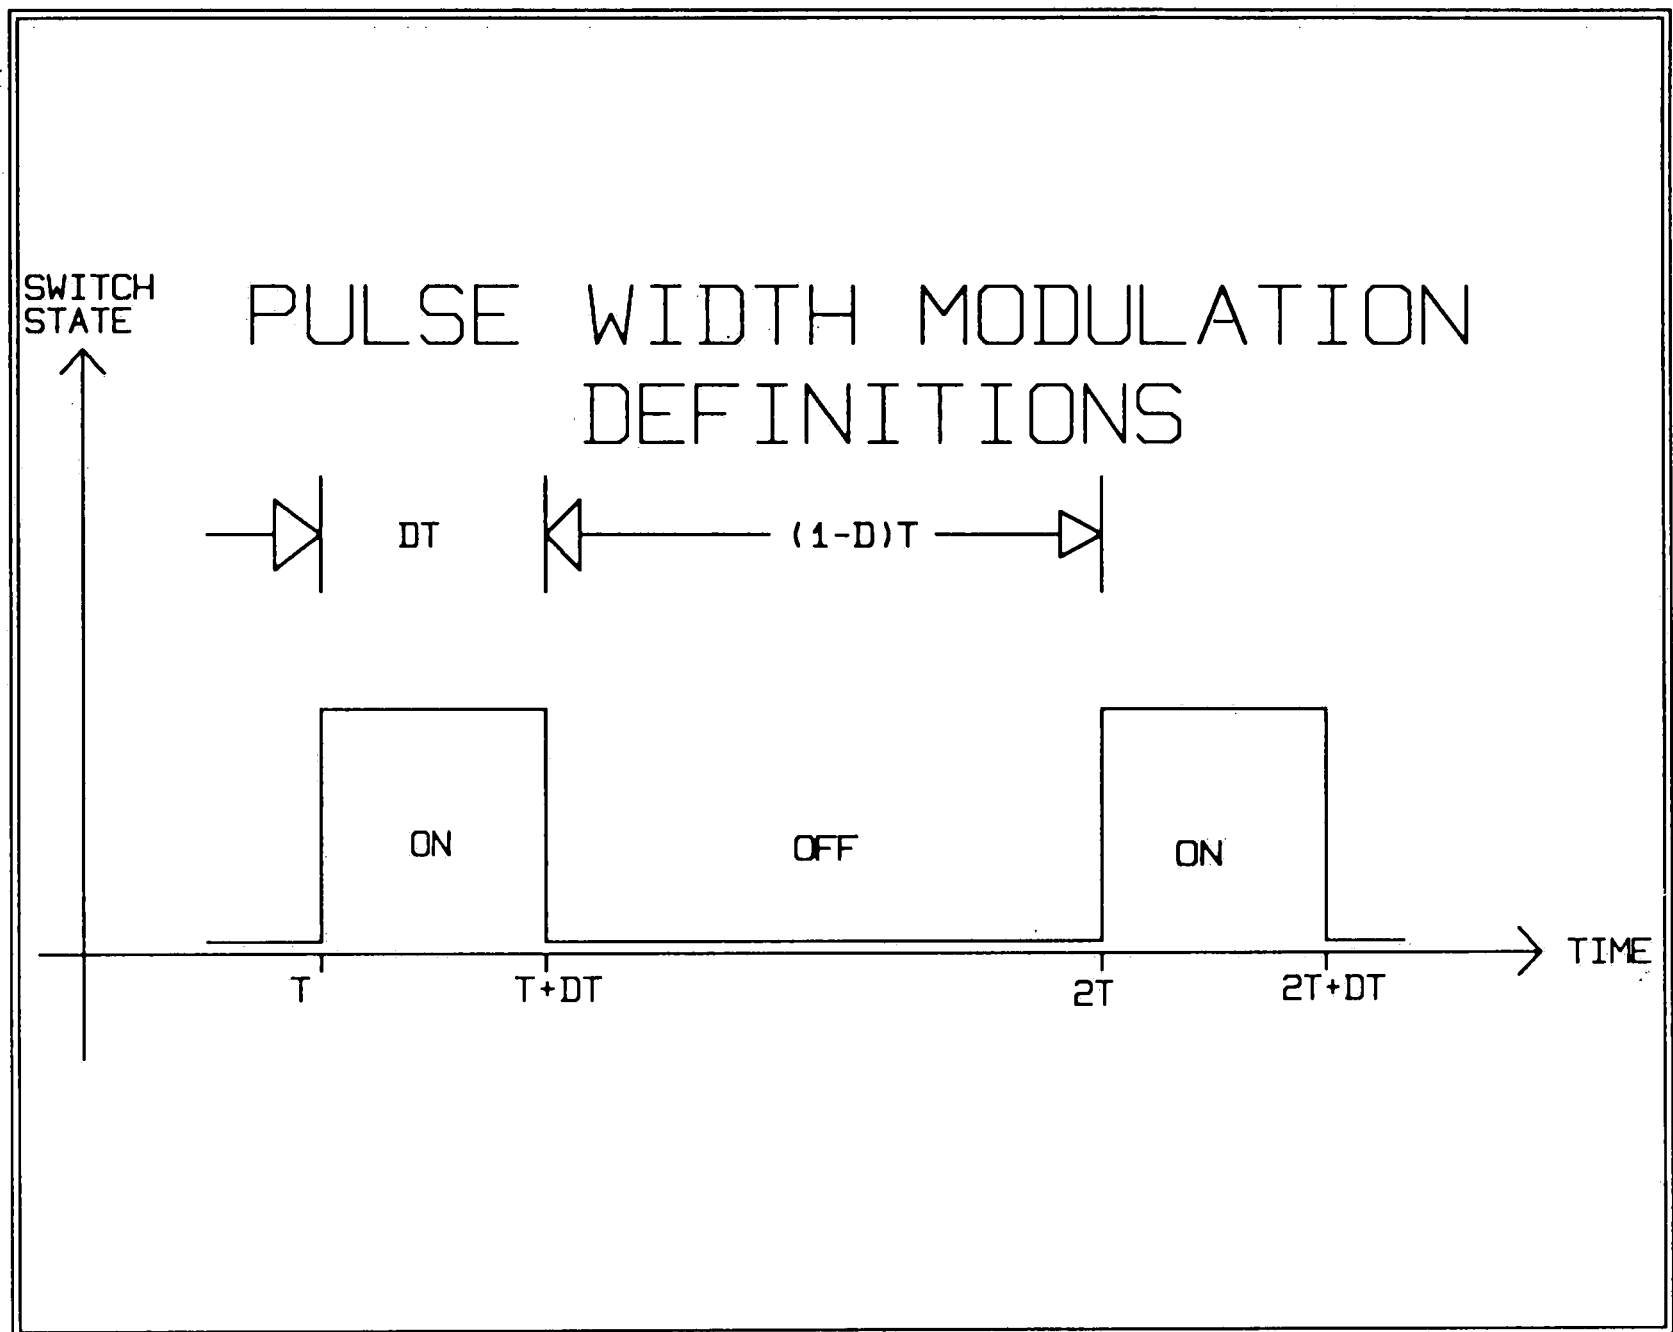 SWITCH
STATE
PULSE WIDTH MODULATION
DEFINITIONS
DT
(1-D)T
ON
OFF
ON
TIME
T
T+DT
2T
2T+DT